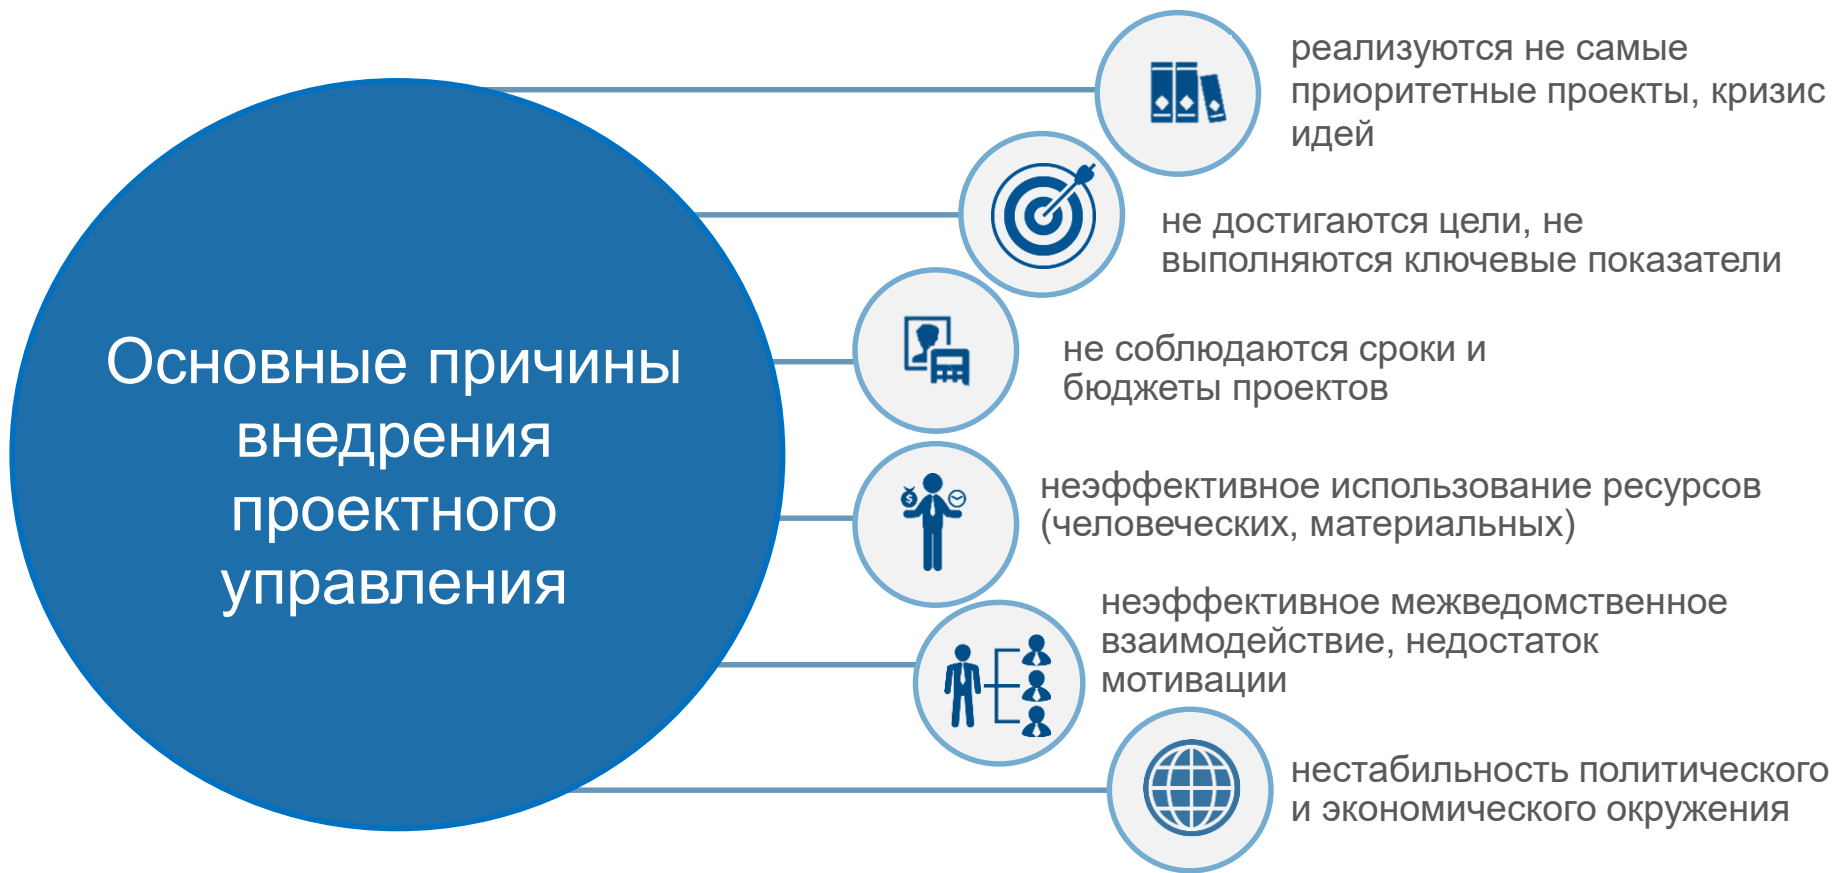 Основные причины
внедрения
проектного
управления
реализуются не самые
приоритетные проекты, кризис
идей
не достигаются цели, не
выполняются ключевые показатели
не соблюдаются сроки и
бюджеты проектов
неэффективное использование ресурсов
(человеческих, материальных)
неэффективное межведомственное
взаимодействие, недостаток
мотивации
нестабильность политического
и экономического окружения